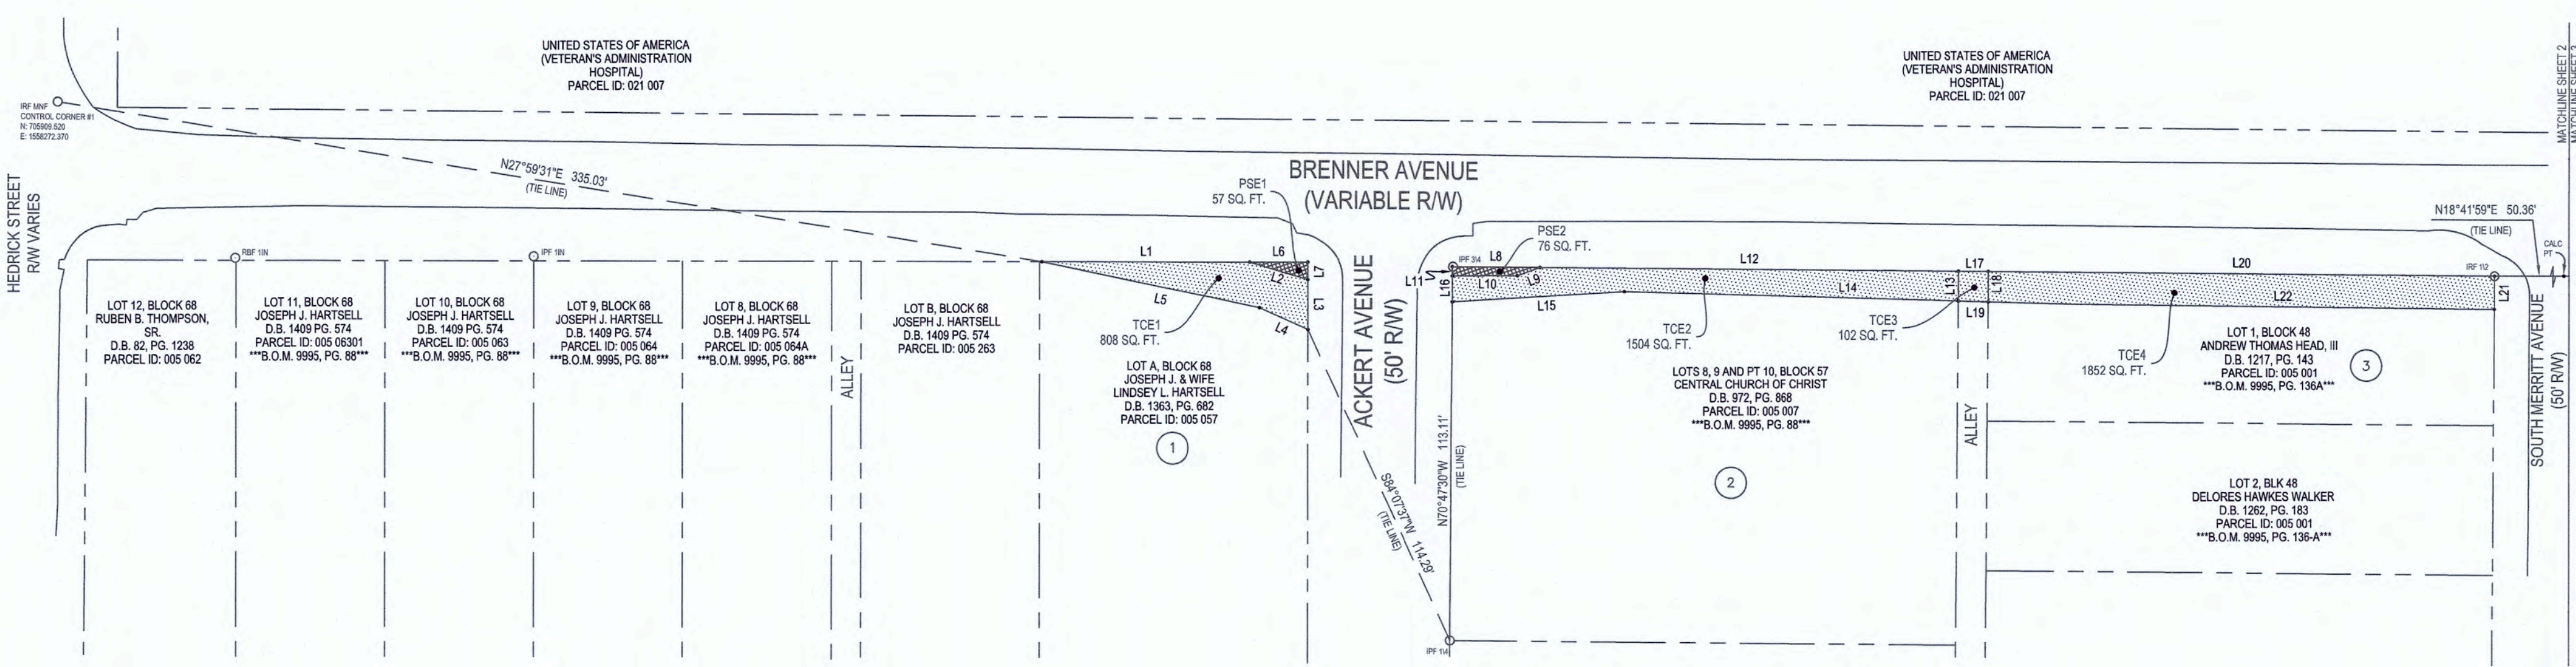 UNITED STATES OF AMERICA
(VETERAN'S ADMINISTRATION
HOSPITAL)
PARCEL ID: 021 007
UNITED STATES OF AMERICA
(VETERAN'S ADMINISTRATION
HOSPITAL)
PARCEL ID: 021 007
MATCHLINE SHEET 2
MATCHLINE SHEET 3
IRF MNF
CONTROL CORNER #1
N: 705909.520
E: 1558272.370
HEDRICK STREET
R/W VARIES
N27°59'31"E 335.03'
(TIE LINE)
BRENNER AVENUE
(VARIABLE R/W)
PSE1
57 SQ. FT.
PSE2
76 SQ. FT.
N18°41'59"E 50.36'
(TIE LINE)
CALC
PT
RBF 1IN
IPF 1IN
L1
L6
L7
L2
L3
L5
L4
IPF 3\4
L8
L11
L10
L9
L16
L12
L15
L14
L13
L17
L18
L19
L20
L22
L21
IRF 1\2
LOT 12, BLOCK 68
RUBEN B. THOMPSON,
SR.
D.B. 82, PG. 1238
PARCEL ID: 005 062
LOT 11, BLOCK 68
JOSEPH J. HARTSELL
D.B. 1409 PG. 574
PARCEL ID: 005 06301
***B.O.M. 9995, PG. 88***
LOT 10, BLOCK 68
JOSEPH J. HARTSELL
D.B. 1409 PG. 574
PARCEL ID: 005 063
***B.O.M. 9995, PG. 88***
LOT 9, BLOCK 68
JOSEPH J. HARTSELL
D.B. 1409 PG. 574
PARCEL ID: 005 064
***B.O.M. 9995, PG. 88***
LOT 8, BLOCK 68
JOSEPH J. HARTSELL
D.B. 1409 PG. 574
PARCEL ID: 005 064A
***B.O.M. 9995, PG. 88***
ALLEY
LOT B, BLOCK 68
JOSEPH J. HARTSELL
D.B. 1409 PG. 574
PARCEL ID: 005 263
TCE1
808 SQ. FT.
LOT A, BLOCK 68
JOSEPH J. & WIFE
LINDSEY L. HARTSELL
D.B. 1363, PG. 682
PARCEL ID: 005 057
1
ACKERT AVENUE
(50' R/W)
S84°07'37"W 114.29'
(TIE LINE)
N70°47'30"W 113.11'
(TIE LINE)
IPF 1\4
TCE2
1504 SQ. FT.
LOTS 8, 9 AND PT 10, BLOCK 57
CENTRAL CHURCH OF CHRIST
D.B. 972, PG. 868
PARCEL ID: 005 007
***B.O.M. 9995, PG. 88***
2
TCE3
102 SQ. FT.
ALLEY
TCE4
1852 SQ. FT.
LOT 1, BLOCK 48
ANDREW THOMAS HEAD, III
D.B. 1217, PG. 143
PARCEL ID: 005 001
***B.O.M. 9995, PG. 136A***
3
LOT 2, BLK 48
DELORES HAWKES WALKER
D.B. 1262, PG. 183
PARCEL ID: 005 001
***B.O.M. 9995, PG. 136-A***
SOUTH MERRITT AVENUE
(50' R/W)